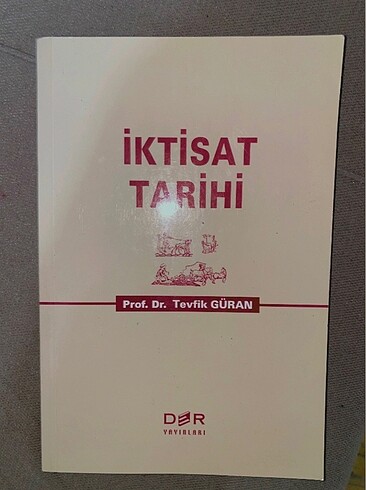 İKTİSAT
TARİHİ
Prof. Dr. Tevfik GÜRAN
DER
YAYINLARI